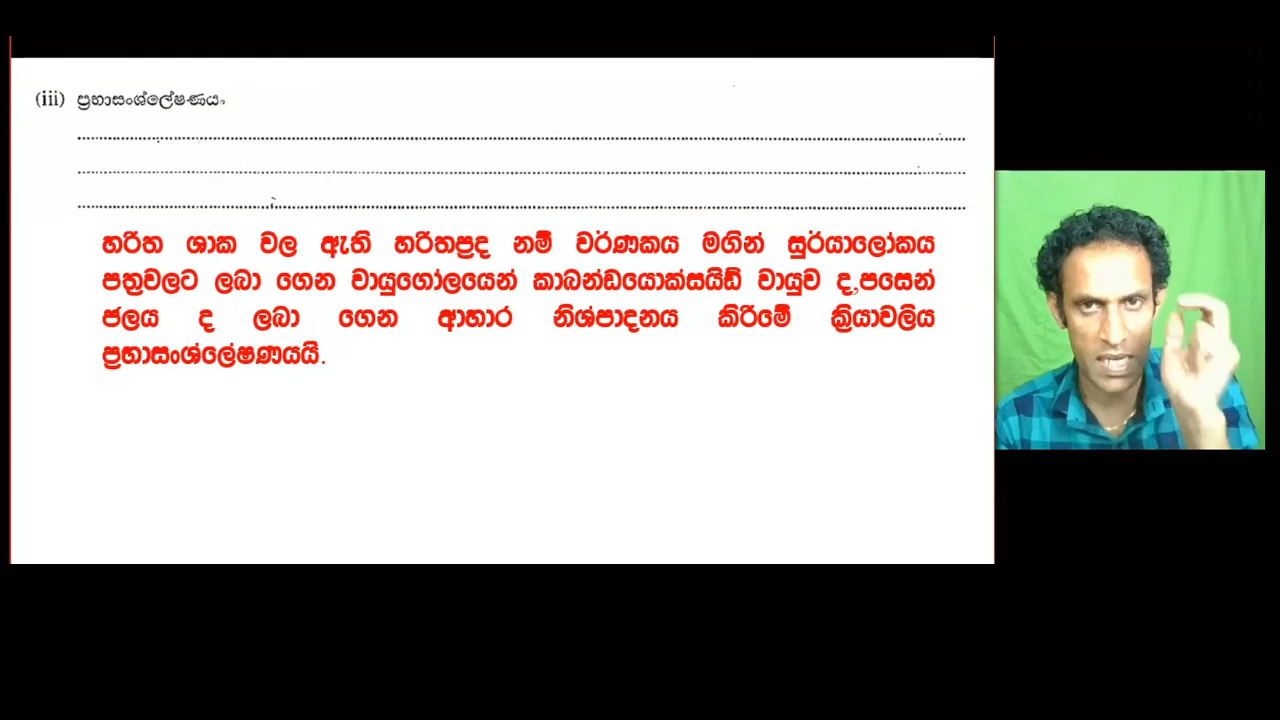 (iii) ප්‍රභාසංශ්ලේෂණය
හරිත ශාක වල ඇති හරිතප්‍රද නම් වර්ණකය මගින් සුර්යාලෝකය
පත්‍රවලට ලබා ගෙන වායුගෝලයෙන් කාබන්ඩයොක්සයිඩ් වායුව ද,පසෙන්
ජලය ද ලබා ගෙන ආහාර නිශ්පාදනය කිරිමේ ක්‍රියාවලිය
ප්‍රභාසංශ්ලේෂණයයි.